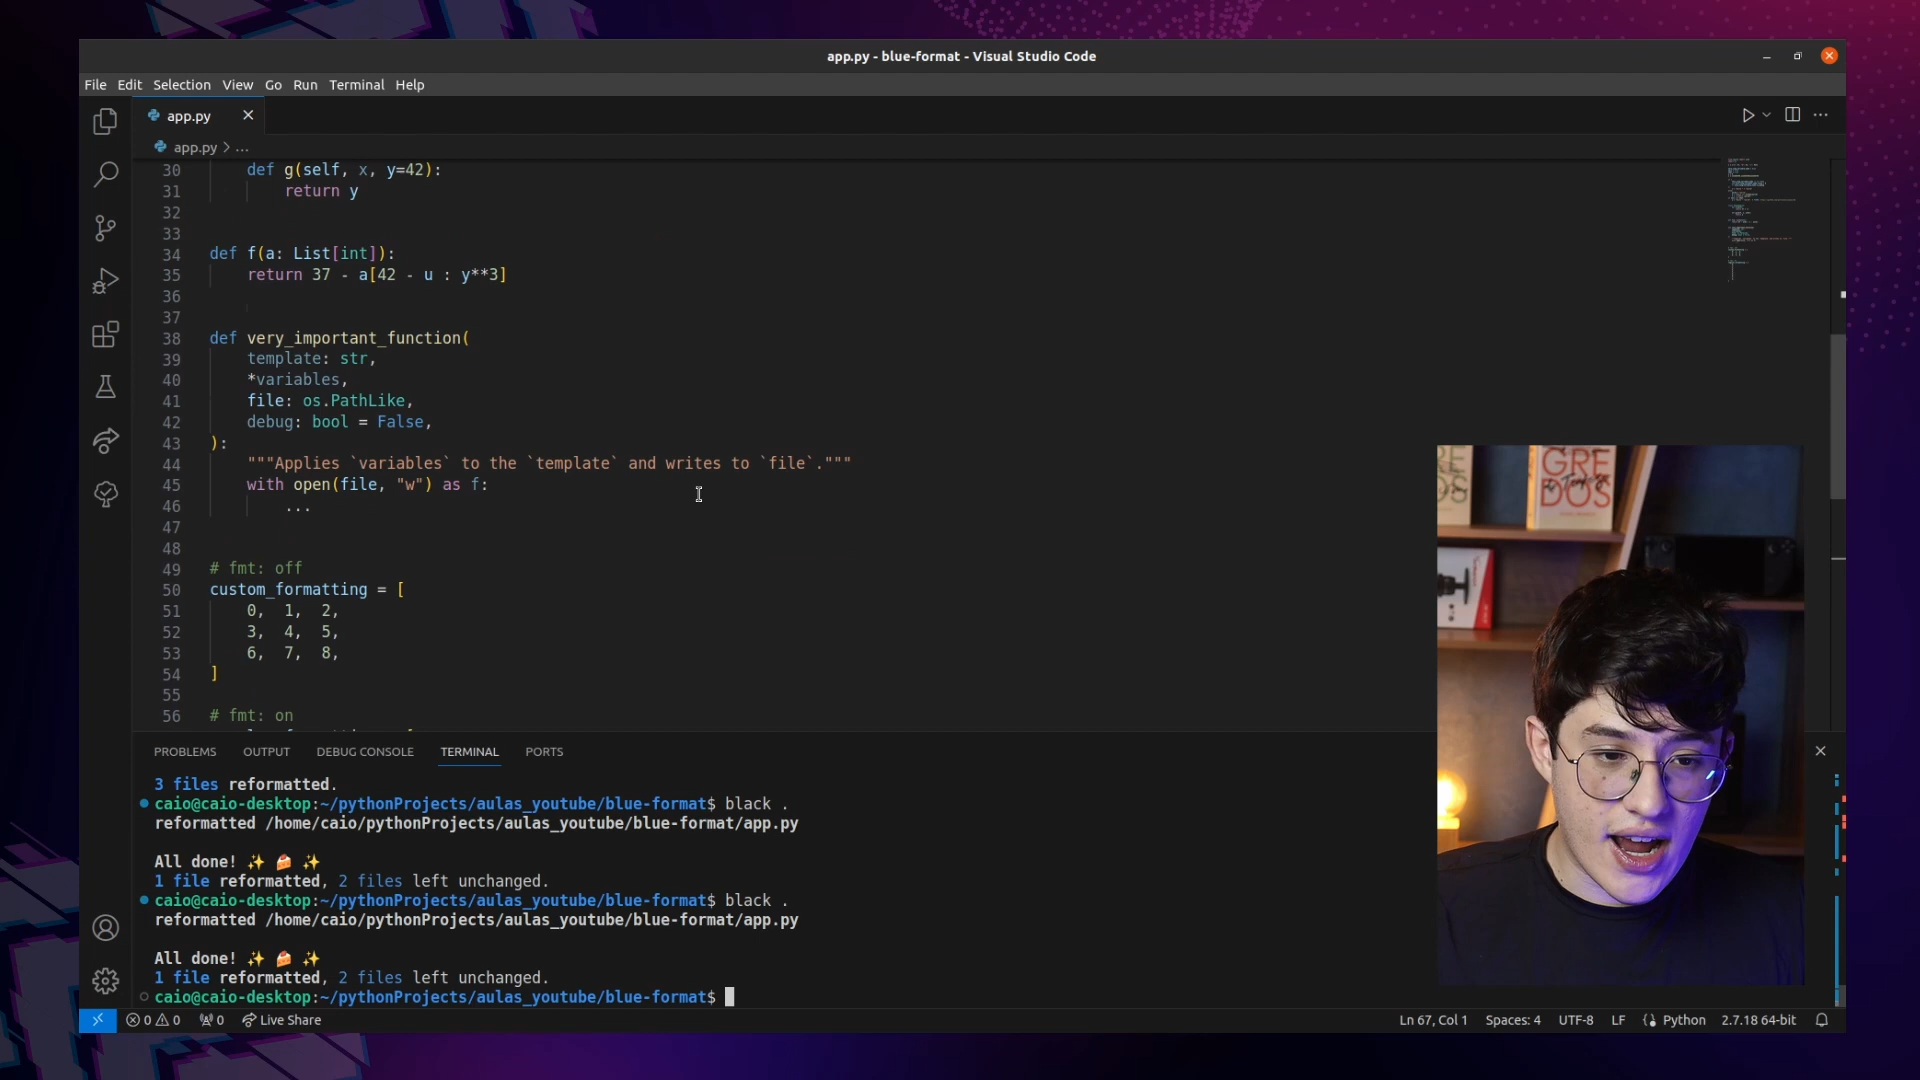 app.py - blue-format - Visual Studio Code
File Edit Selection View Go Run Terminal Help
app.py
app.py > ...
30 def g(self, x, y=42):
31 return y
32
33
34 def f(a: List[int]):
35 return 37 - a[42 - u : y**3]
36
37
38 def very_important_function(
39 template: str,
40 *variables,
41 file: os.PathLike,
42 debug: bool = False,
43 ):
44 """Applies `variables` to the `template` and writes to `file`."""
45 with open(file, "w") as f:
46 ...
47
48
49 # fmt: off
50 custom_formatting = [
51 0, 1, 2,
52 3, 4, 5,
53 6, 7, 8,
54 ]
55
56 # fmt: on
PROBLEMS OUTPUT DEBUG CONSOLE TERMINAL PORTS
3 files reformatted.
caio@caio-desktop:~/pythonProjects/aulas_youtube/blue-format$ black .
reformatted /home/caio/pythonProjects/aulas_youtube/blue-format/app.py
All done! ✨ 🍰 ✨
1 file reformatted, 2 files left unchanged.
caio@caio-desktop:~/pythonProjects/aulas_youtube/blue-format$ black .
reformatted /home/caio/pythonProjects/aulas_youtube/blue-format/app.py
All done! ✨ 🍰 ✨
1 file reformatted, 2 files left unchanged.
caio@caio-desktop:~/pythonProjects/aulas_youtube/blue-format$
0 0 0 Live Share
Ln 67, Col 1 Spaces: 4 UTF-8 LF Python 2.7.18 64-bit